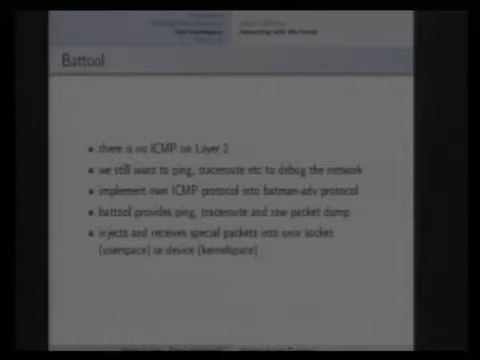 Battool
there is no ICMP on Layer 2
we still want to ping, traceroute etc to debug the network
implement own ICMP protocol into batman-adv protocol
battool provides ping, traceroute and raw packet dump
injects and receives special packets into unix socket
(userspace) or device (kernelspace)